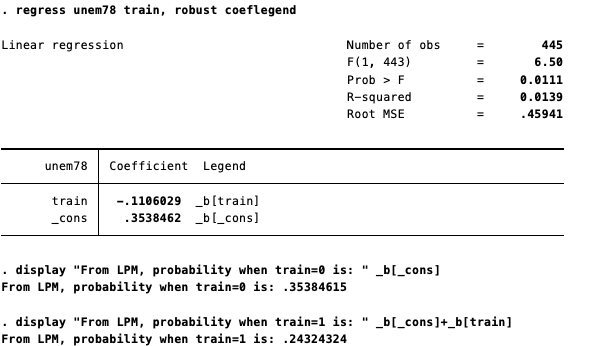 . regress unem78 train, robust coeflegend
Linear regression Number of obs = 445
F(1, 443) = 6.50
Prob > F = 0.0111
R-squared = 0.0139
Root MSE = .45941
unem78 Coefficient Legend
train -.1106029 _b[train]
_cons .3538462 _b[_cons]
. display "From LPM, probability when train=0 is: " _b[_cons]
From LPM, probability when train=0 is: .35384615
. display "From LPM, probability when train=1 is: " _b[_cons]+_b[train]
From LPM, probability when train=1 is: .24324324